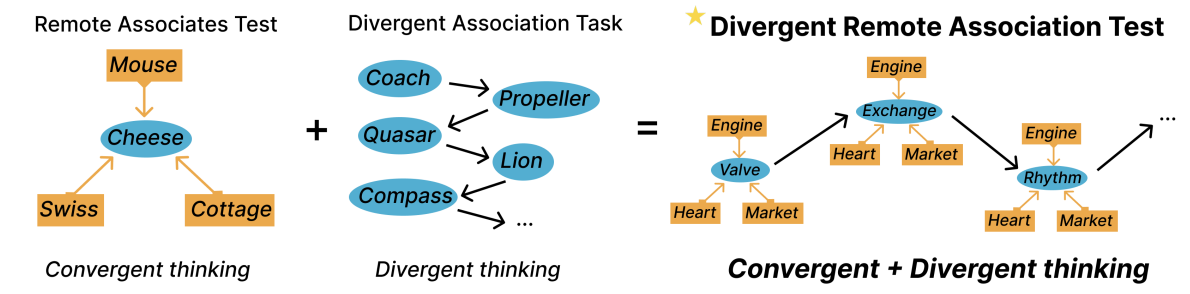 Remote Associates Test
Mouse
Cheese
Swiss
Cottage
Convergent thinking
+
Divergent Association Task
Coach
Propeller
Quasar
Lion
Compass
...
Divergent thinking
=
Divergent Remote Association Test
Engine
Valve
Heart
Market
Engine
Exchange
Heart
Market
Engine
Rhythm
Heart
Market
...
Convergent + Divergent thinking